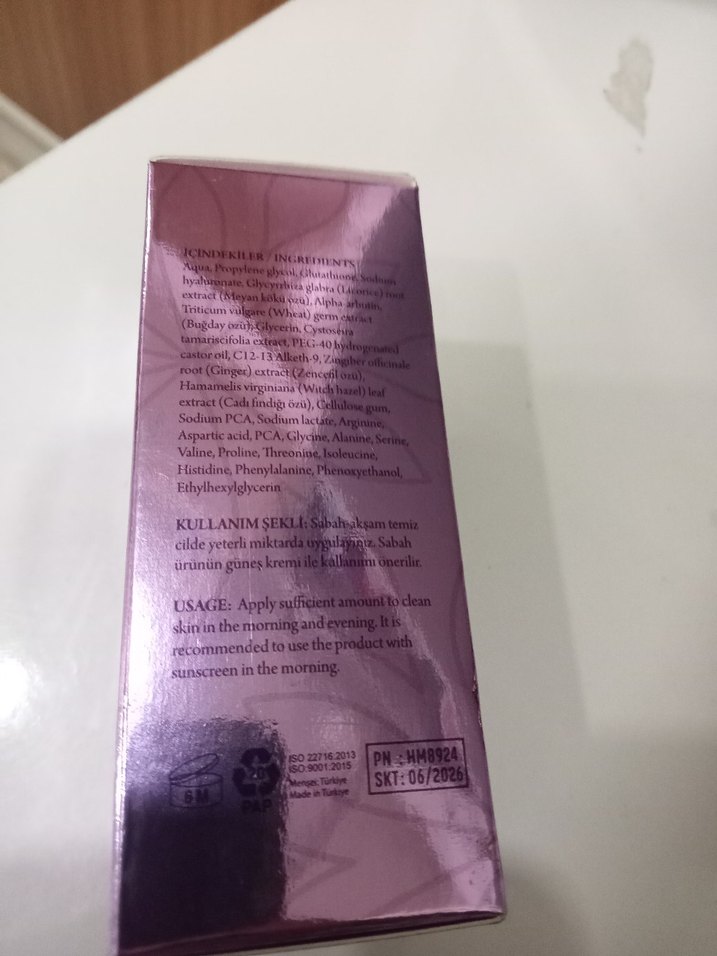 İÇİNDEKİLER / INGREDIENTS
Aqua, Propylene glycol, Glutathione, Sodium
hyaluronate, Glycyrrhiza glabra (Licorice) root
extract (Meyan kökü özü), Alpha-arbutin,
Triticum vulgare (Wheat) germ extract
(Buğday özü), Glycerin, Cystoseira
tamariscifolia extract, PEG-40 hydrogenated
castor oil, C12-13 Alketh-9, Zingiber officinale
root (Ginger) extract (Zencefil özü),
Hamamelis virginiana (Witch hazel) leaf
extract (Cadı fındığı özü), Cellulose gum,
Sodium PCA, Sodium lactate, Arginine,
Aspartic acid, PCA, Glycine, Alanine, Serine,
Valine, Proline, Threonine, Isoleucine,
Histidine, Phenylalanine, Phenoxyethanol,
Ethylhexylglycerin
KULLANIM ŞEKLİ: Sabah-akşam temiz
cilde yeterli miktarda uygulayınız. Sabah
ürünün güneş kremi ile kullanımı önerilir.
USAGE: Apply sufficient amount to clean
skin in the morning and evening. It is
recommended to use the product with
sunscreen in the morning.
6 M
20
PAP
ISO 22716:2013
ISO:9001:2015
Menşei: Türkiye
Made in Türkiye
PN : HM8924
SKT: 06/2026